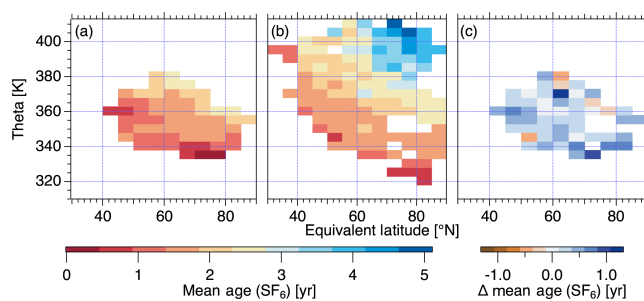 (a) (b) (c)
Theta [K]
400
380
360
340
320
40 60 80 40 60 80 40 60 80
Equivalent latitude [°N]
0 1 2 3 4 5
Mean age (SF6) [yr]
-1.0 0.0 1.0
Δ mean age (SF6) [yr]